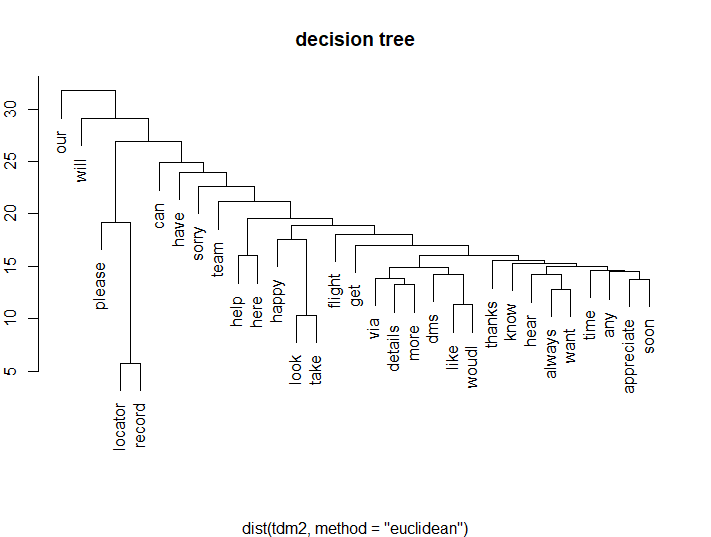 decision tree
30
25
20
15
10
5
our
will
please
locator
record
can
have
sorry
team
help
here
happy
look
take
flight
get
via
details
more
dms
like
woudl
thanks
know
hear
always
want
time
any
appreciate
soon
dist(tdm2, method = "euclidean")